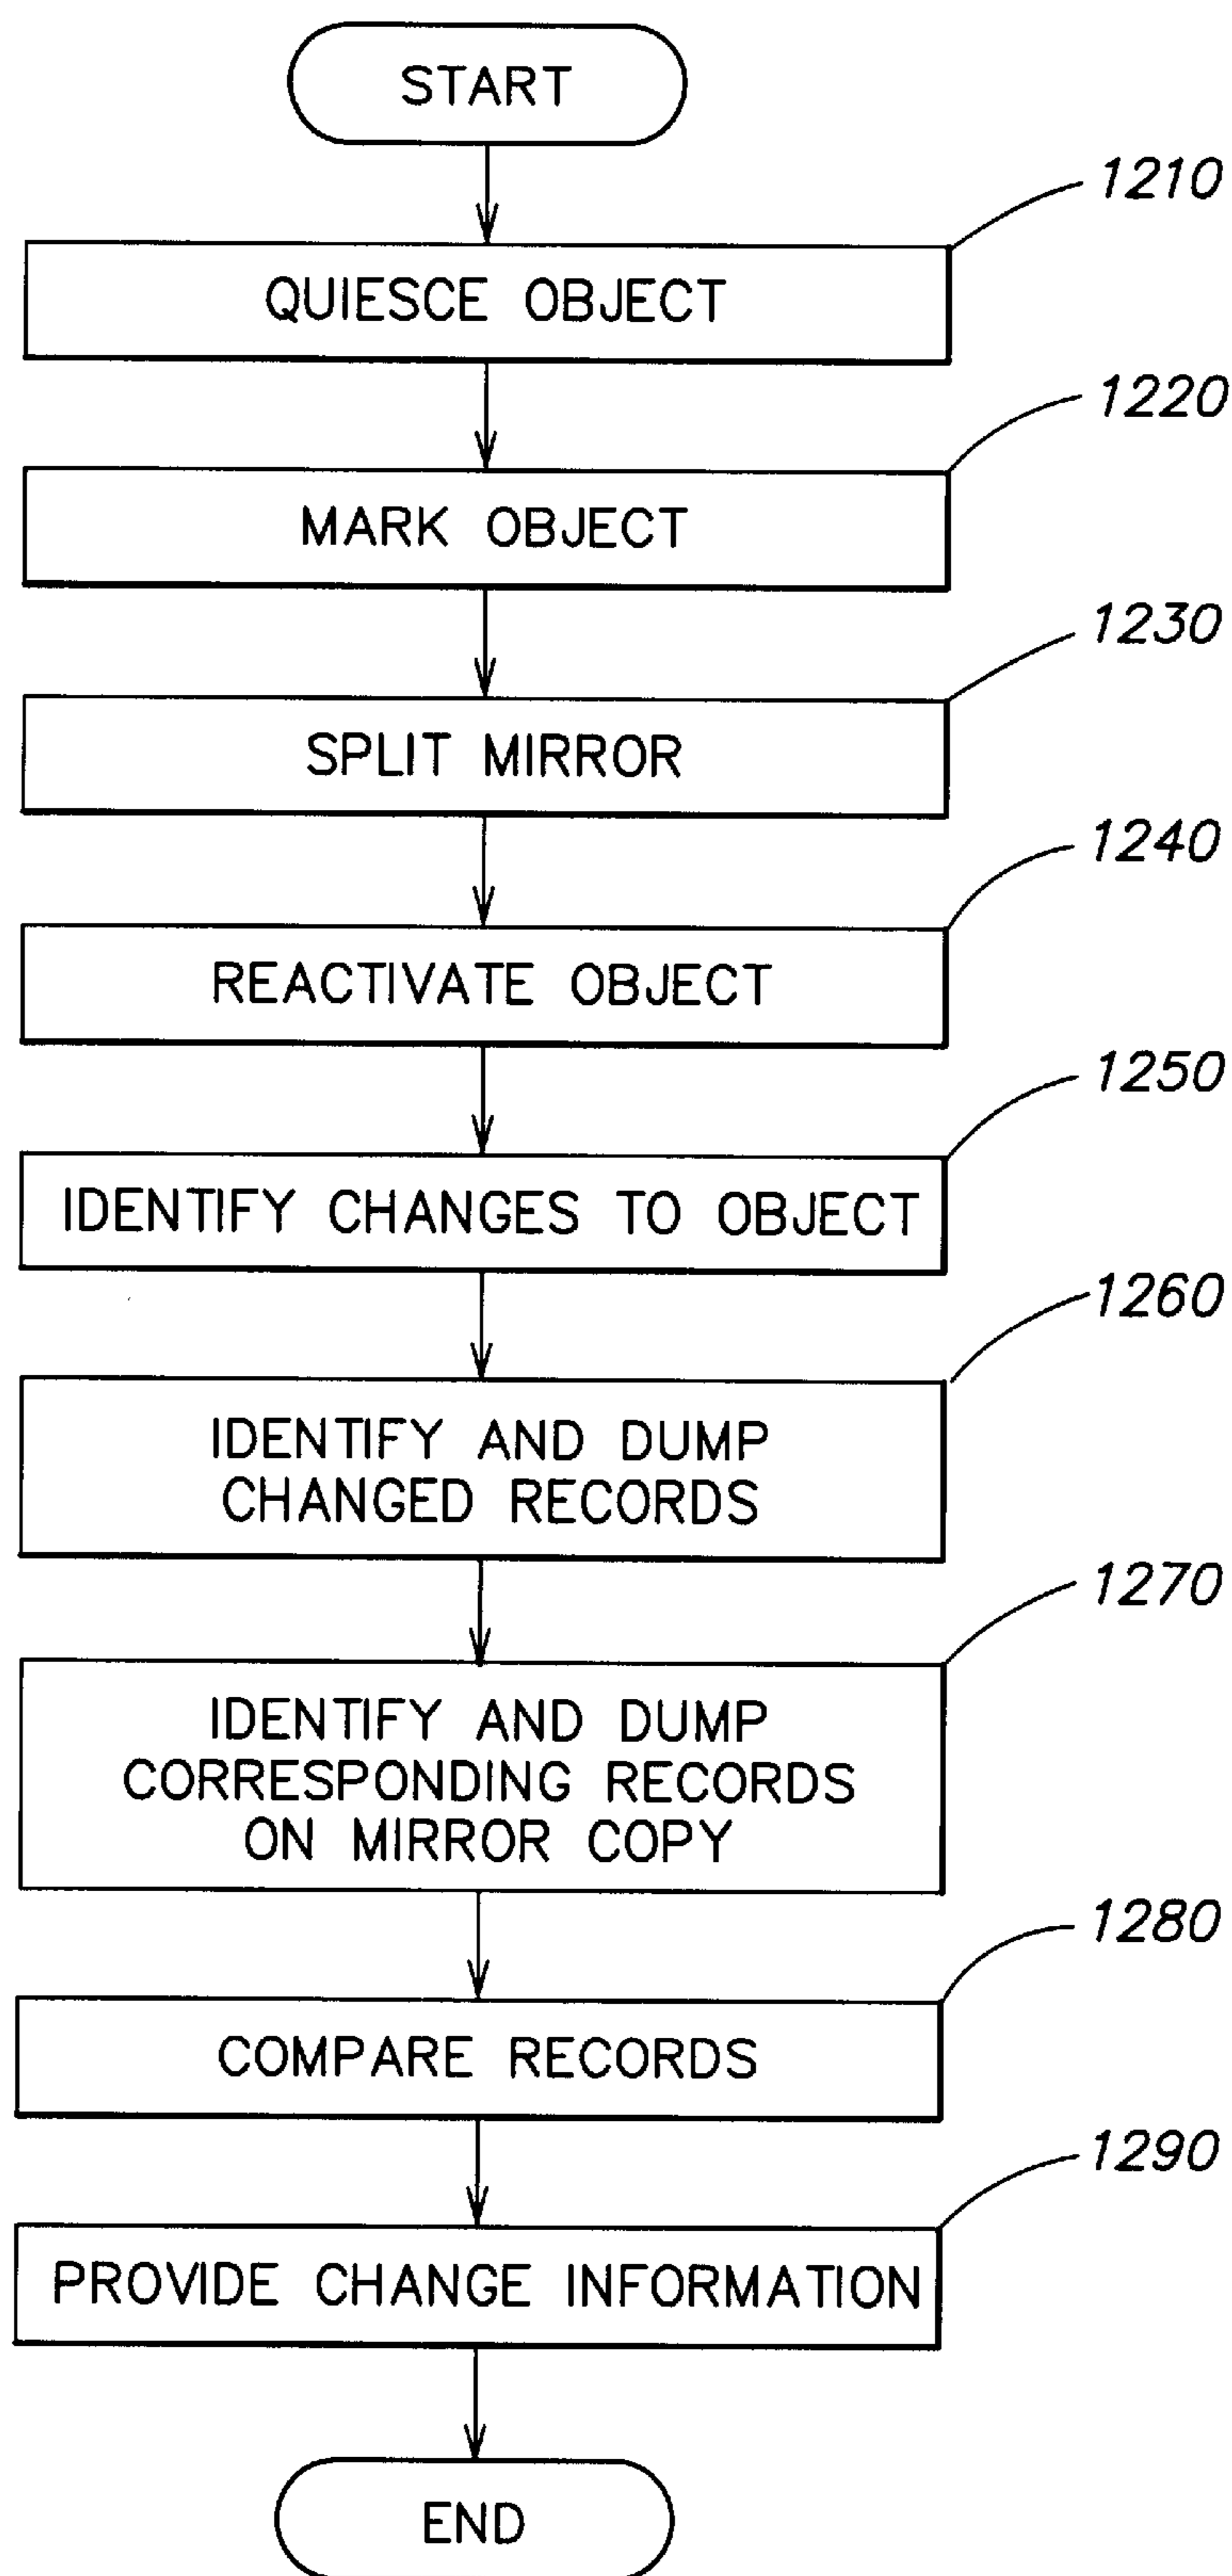 START
1210
QUIESCE OBJECT
1220
MARK OBJECT
1230
SPLIT MIRROR
1240
REACTIVATE OBJECT
1250
IDENTIFY CHANGES TO OBJECT
1260
IDENTIFY AND DUMP
CHANGED RECORDS
1270
IDENTIFY AND DUMP
CORRESPONDING RECORDS
ON MIRROR COPY
1280
COMPARE RECORDS
1290
PROVIDE CHANGE INFORMATION
END